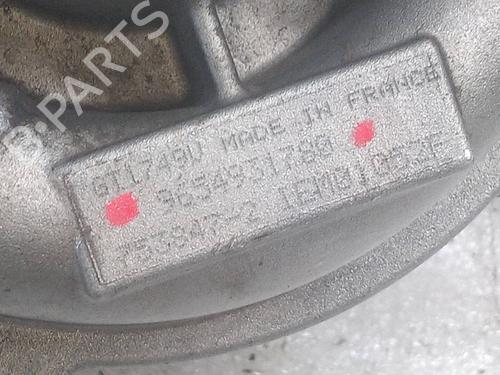 B-PARTS
GT1749V MADE IN FRANCE
9654931780
753847-2